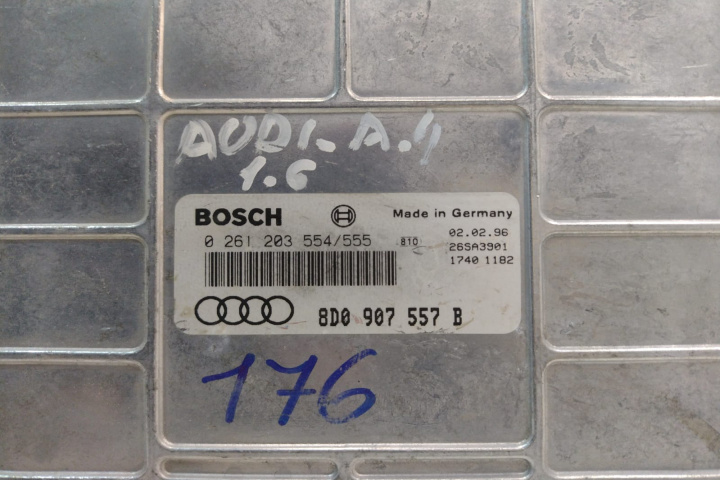 AUDI-A.4
1.6
BOSCH
Made in Germany
0 261 203 554/555
810
02.02.96
26SA3901
1740 1182
8D0 907 557 B
176